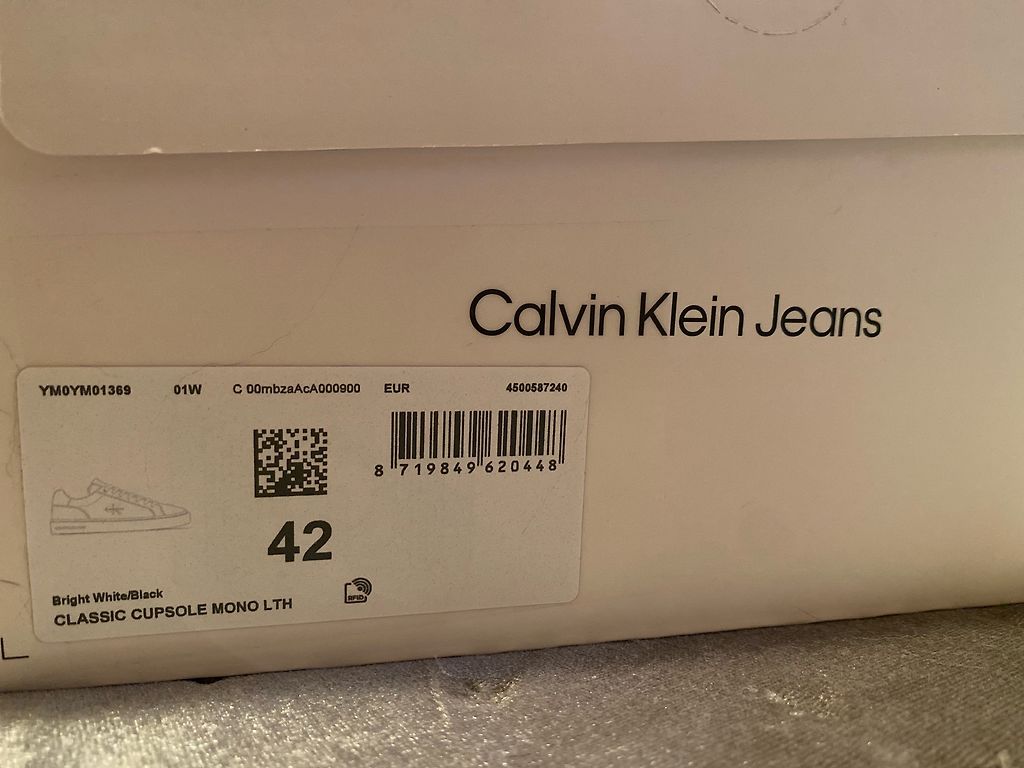 Calvin Klein Jeans
YM0YM01369 01W C 00mbzaAcA000900 EUR 4500587240
8 719849 620448
42
RFID
Bright White/Black
CLASSIC CUPSOLE MONO LTH
L